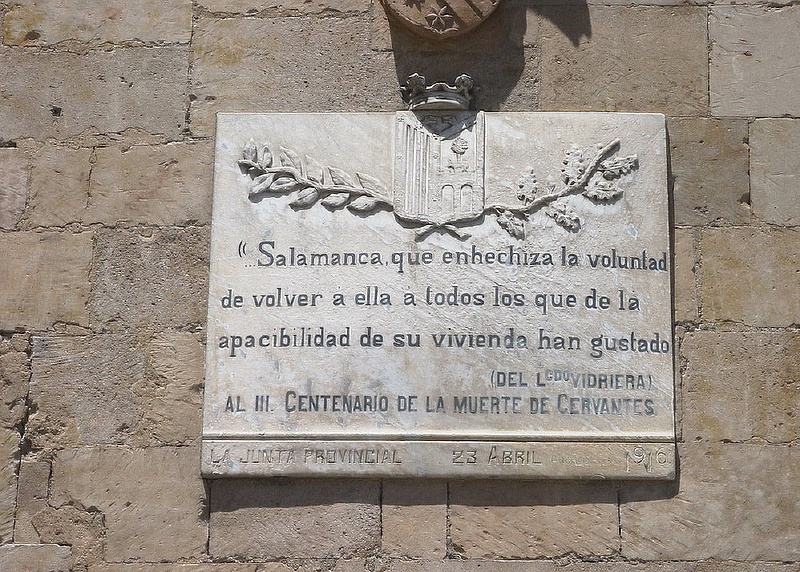 “...Salamanca, que enhechiza la voluntad
de volver a ella a todos los que de la
apacibilidad de su vivienda han gustado
(DEL LCDO VIDRIERA)
AL III. CENTENARIO DE LA MUERTE DE CERVANTES
LA JUNTA PROVINCIAL 23 ABRIL 1916